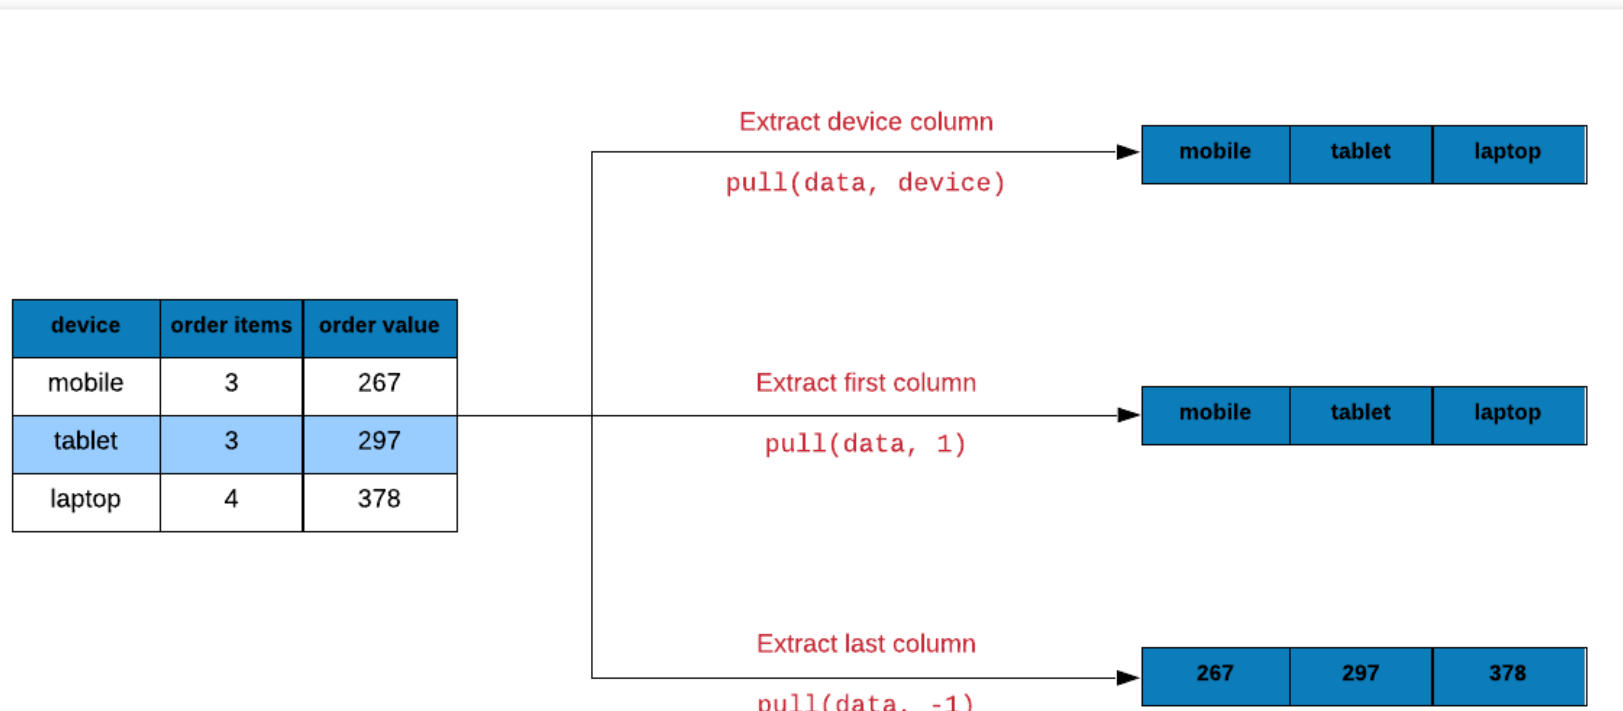 Extract device column
pull(data, device)
mobile tablet laptop
device order items order value
mobile 3 267
tablet 3 297
laptop 4 378
Extract first column
pull(data, 1)
mobile tablet laptop
Extract last column
pull(data, -1)
267 297 378